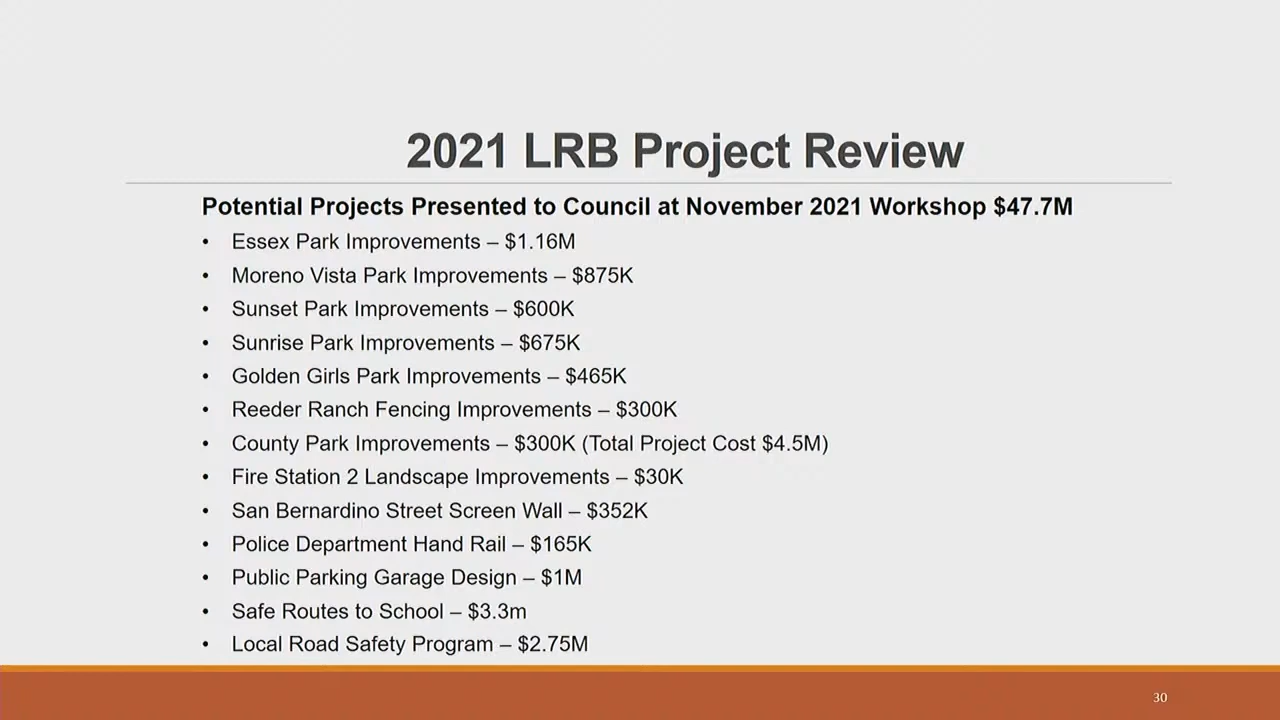 2021 LRB Project Review
Potential Projects Presented to Council at November 2021 Workshop $47.7M
• Essex Park Improvements – $1.16M
• Moreno Vista Park Improvements – $875K
• Sunset Park Improvements – $600K
• Sunrise Park Improvements – $675K
• Golden Girls Park Improvements – $465K
• Reeder Ranch Fencing Improvements – $300K
• County Park Improvements – $300K (Total Project Cost $4.5M)
• Fire Station 2 Landscape Improvements – $30K
• San Bernardino Street Screen Wall – $352K
• Police Department Hand Rail – $165K
• Public Parking Garage Design – $1M
• Safe Routes to School – $3.3m
• Local Road Safety Program – $2.75M
30